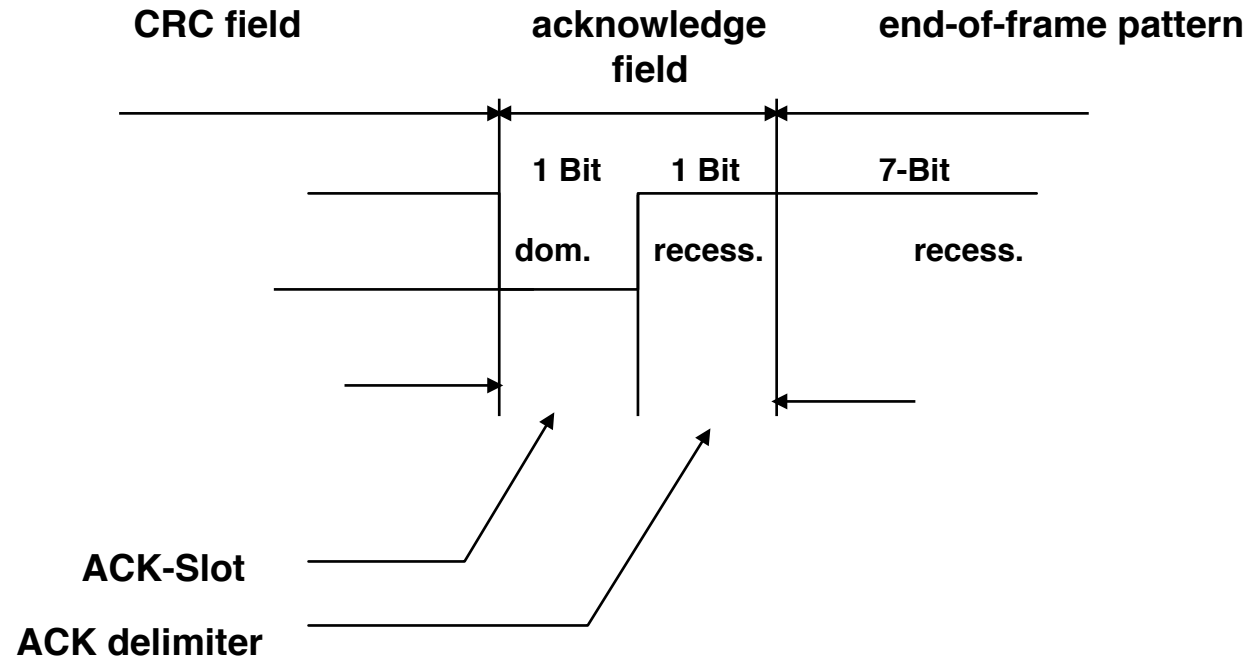 CRC field
acknowledge
field
end-of-frame pattern
1 Bit
1 Bit
7-Bit
dom.
recess.
recess.
ACK-Slot
ACK delimiter